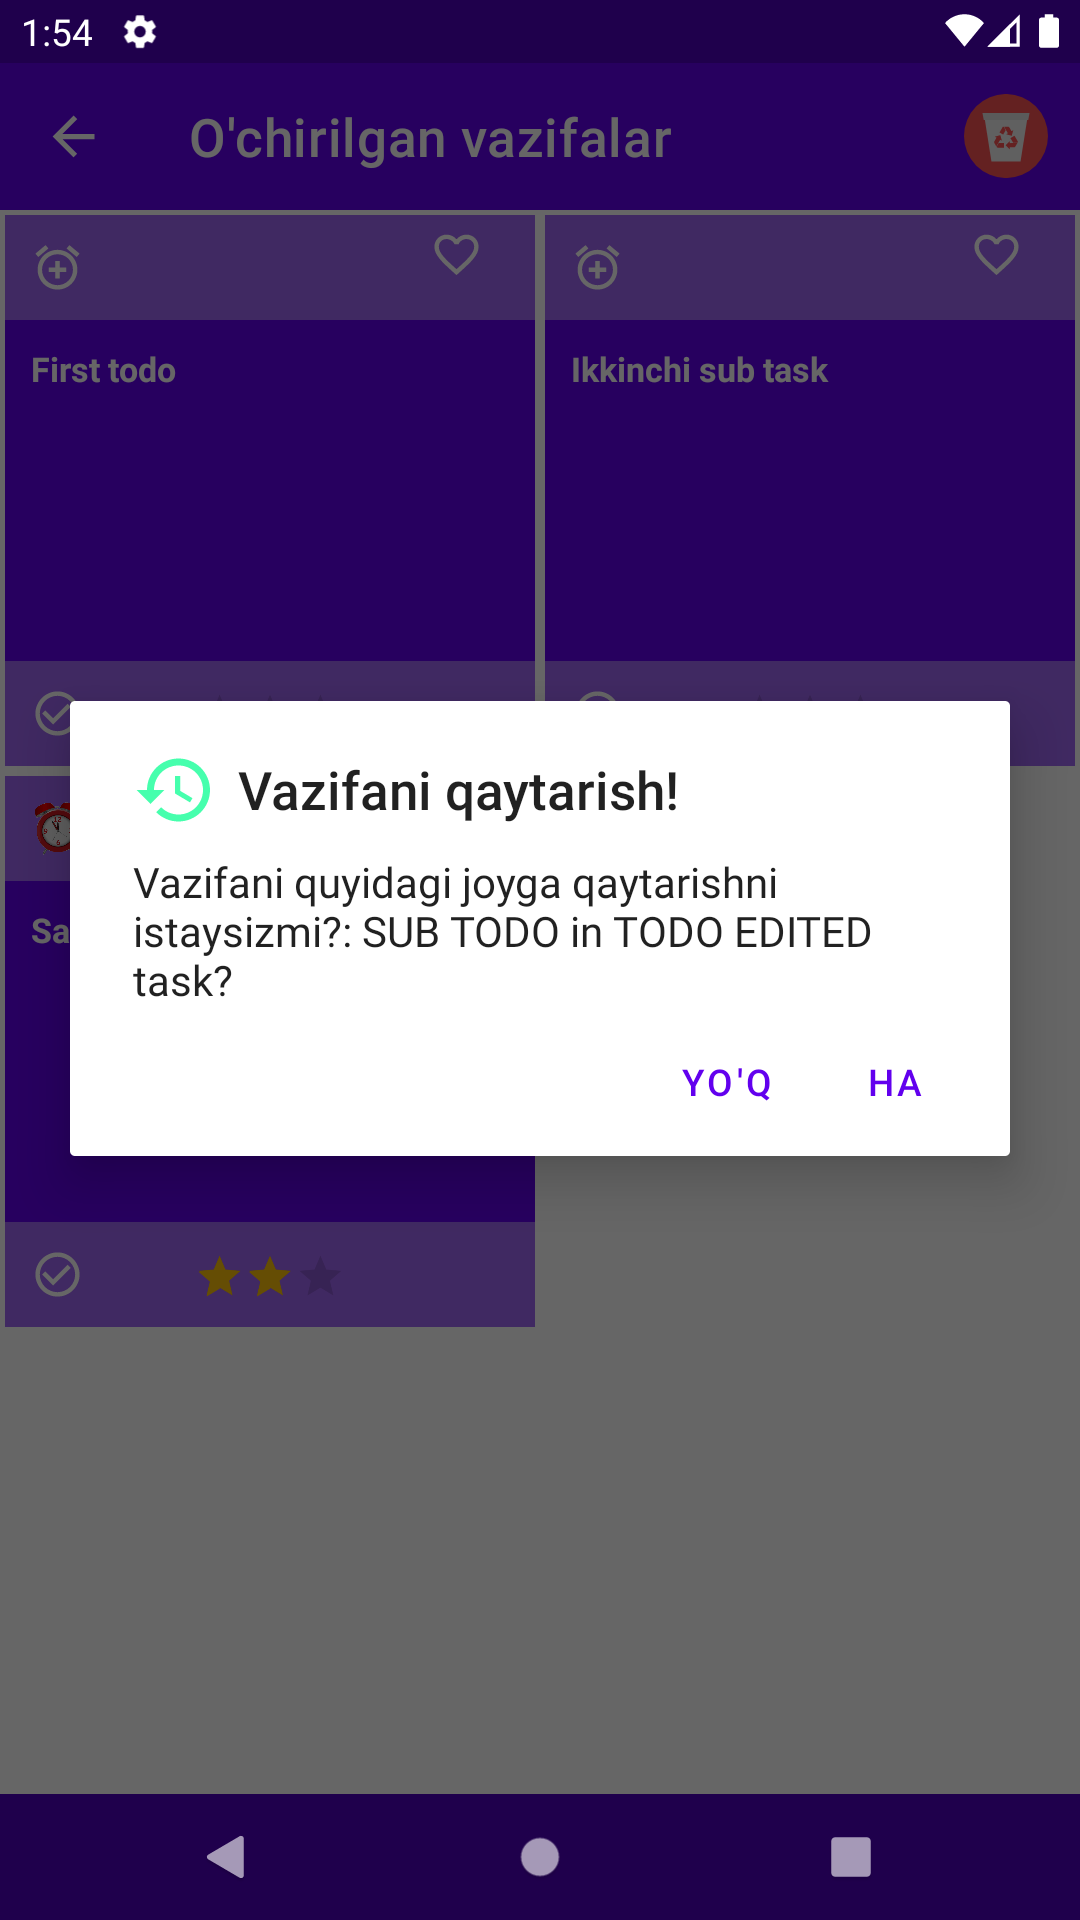 1:54
O'chirilgan vazifalar
First todo
Ikkinchi sub task
Sa
Vazifani qaytarish!
Vazifani quyidagi joyga qaytarishni
istaysizmi?: SUB TODO in TODO EDITED
task?
YO'Q
HA